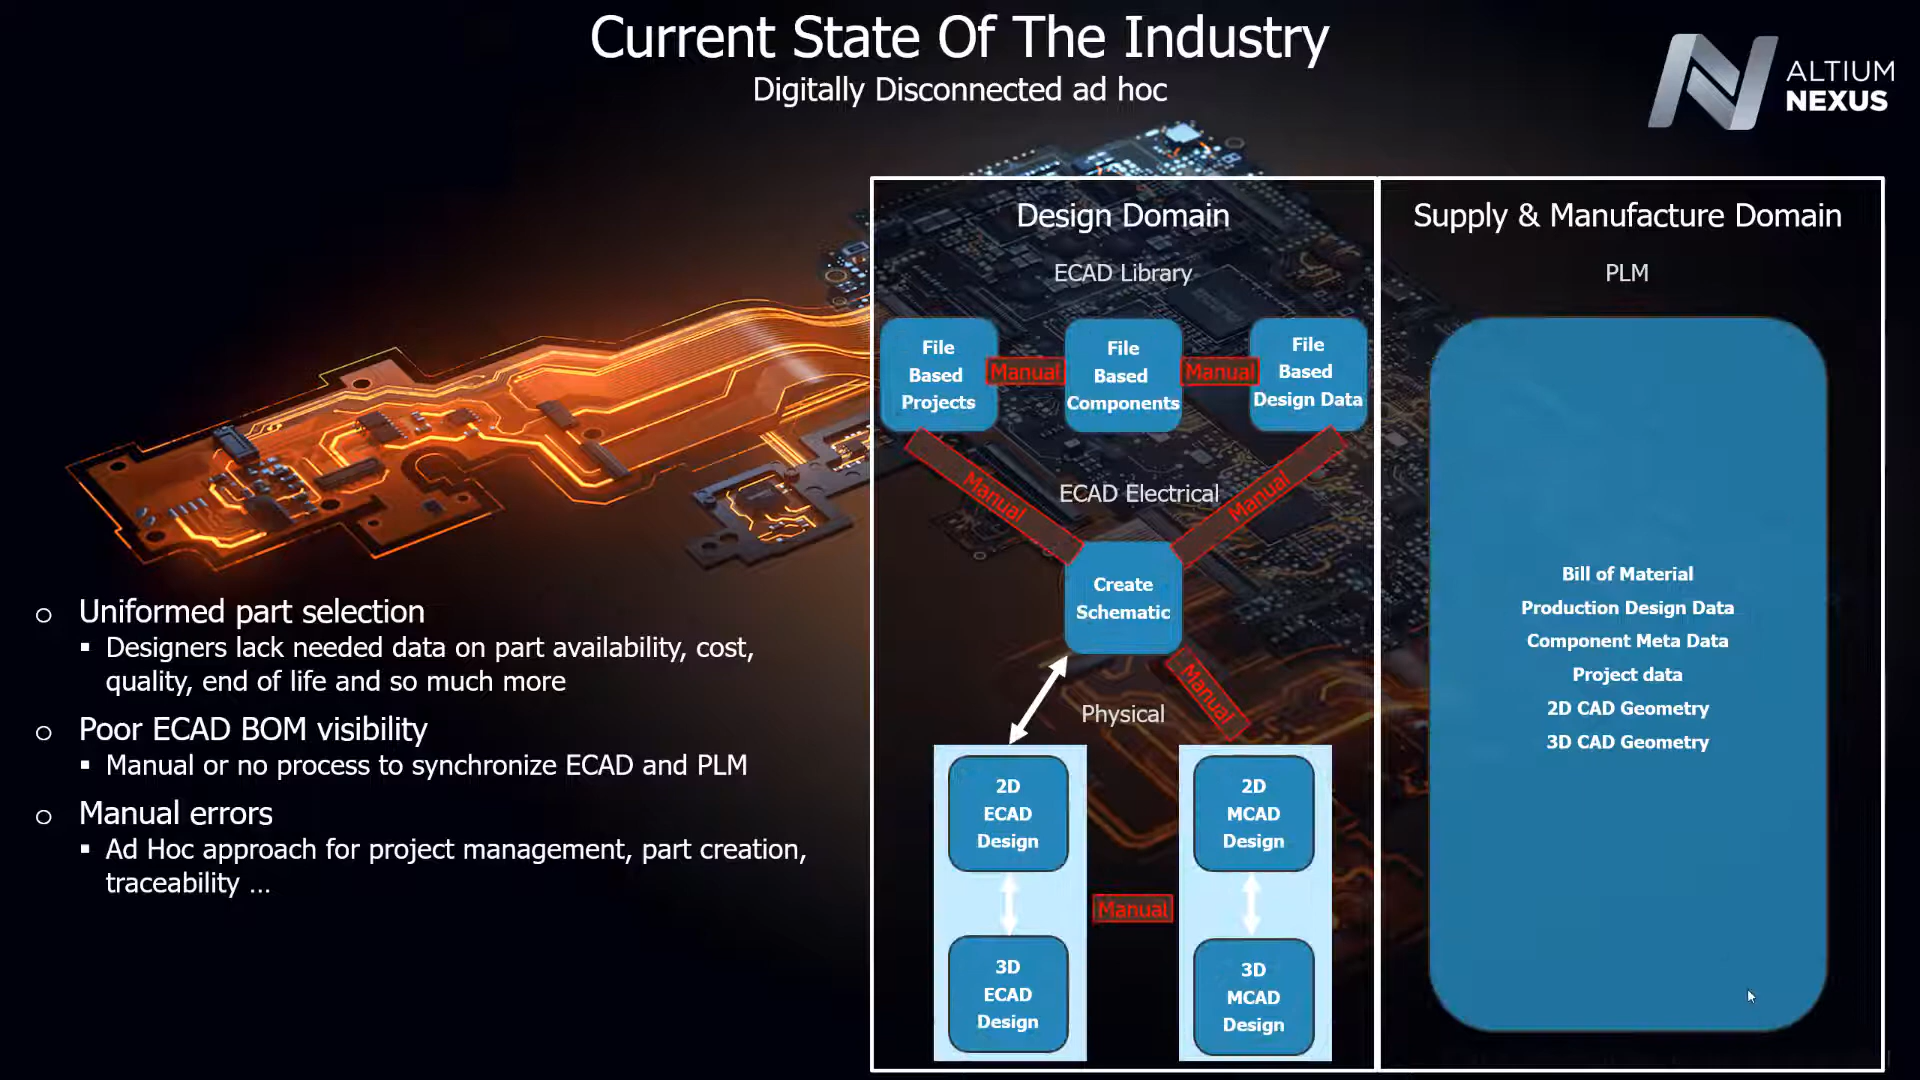 Current State Of The Industry
Digitally Disconnected ad hoc
ALTIUM
NEXUS
o Uniformed part selection
▪ Designers lack needed data on part availability, cost,
quality, end of life and so much more
o Poor ECAD BOM visibility
▪ Manual or no process to synchronize ECAD and PLM
o Manual errors
▪ Ad Hoc approach for project management, part creation,
traceability ...
Design Domain
ECAD Library
File
Based
Projects
Manual
File
Based
Components
Manual
File
Based
Design Data
Manual
ECAD Electrical
Manual
Create
Schematic
Physical
Manual
2D
ECAD
Design
2D
MCAD
Design
Manual
3D
ECAD
Design
3D
MCAD
Design
Supply & Manufacture Domain
PLM
Bill of Material
Production Design Data
Component Meta Data
Project data
2D CAD Geometry
3D CAD Geometry